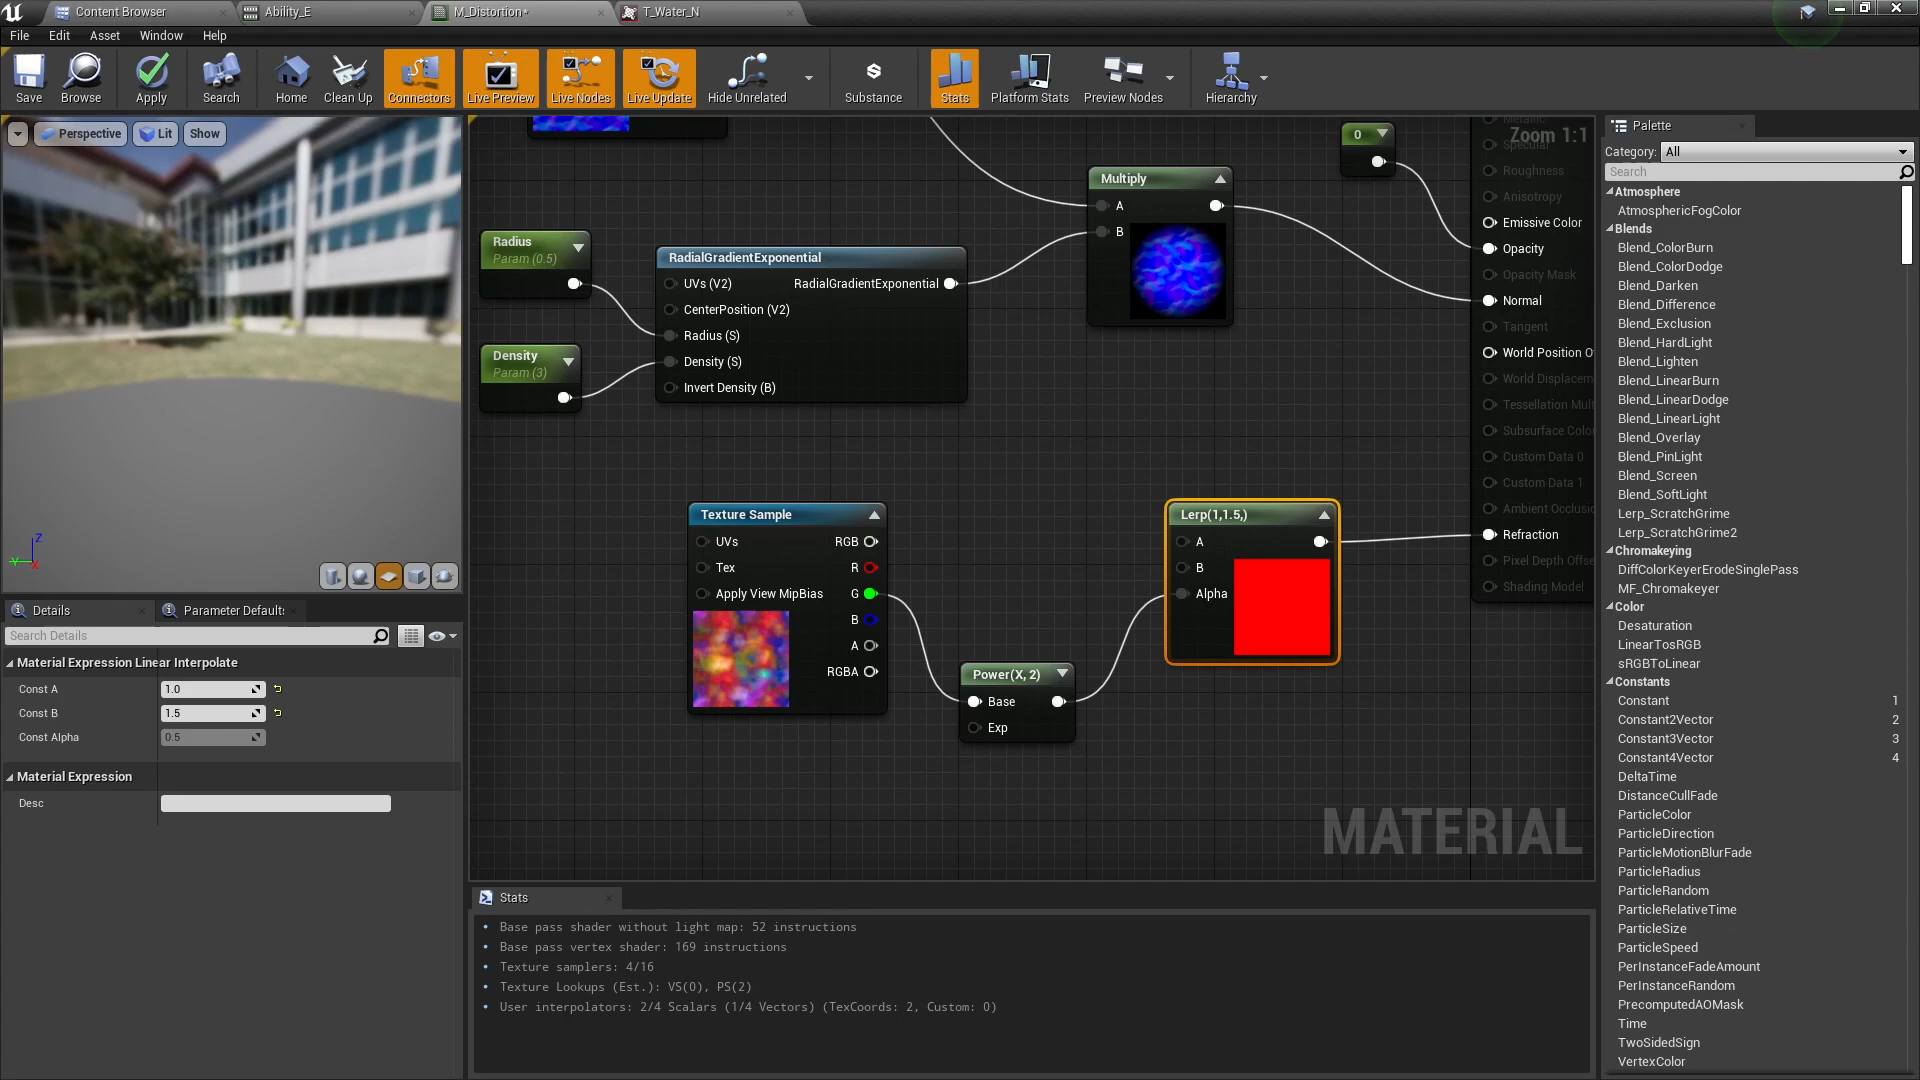 Content Browser
Ability_E
M_Distortion*
T_Water_N
File Edit Asset Window Help
Save
Browse
Apply
Search
Home
Clean Up
Connectors
Live Preview
Live Nodes
Live Update
Hide Unrelated
Substance
Stats
Platform Stats
Preview Nodes
Hierarchy
Perspective
Lit
Show
Z
Y
X
Details
Parameter Defaults
Search Details
Material Expression Linear Interpolate
Const A 1.0
Const B 1.5
Const Alpha 0.5
Material Expression
Desc
Zoom 1:1
Radius
Param (0.5)
Density
Param (3)
RadialGradientExponential
UVs (V2) RadialGradientExponential
CenterPosition (V2)
Radius (S)
Density (S)
Invert Density (B)
Multiply
A
B
0
Metallic
Specular
Roughness
Anisotropy
Emissive Color
Opacity
Opacity Mask
Normal
Tangent
World Position O
World Displacem
Tessellation Mult
Subsurface Color
Custom Data 0
Custom Data 1
Ambient Occlusio
Refraction
Pixel Depth Offse
Shading Model
Texture Sample
UVs RGB
Tex R
Apply View MipBias G
B
A
RGBA
Power(X, 2)
Base
Exp
Lerp(1,1.5,)
A
B
Alpha
MATERIAL
Stats
Base pass shader without light map: 52 instructions
Base pass vertex shader: 169 instructions
Texture samplers: 4/16
Texture Lookups (Est.): VS(0), PS(2)
User interpolators: 2/4 Scalars (1/4 Vectors) (TexCoords: 2, Custom: 0)
Palette
Category: All
Search
Atmosphere
AtmosphericFogColor
Blends
Blend_ColorBurn
Blend_ColorDodge
Blend_Darken
Blend_Difference
Blend_Exclusion
Blend_HardLight
Blend_Lighten
Blend_LinearBurn
Blend_LinearDodge
Blend_LinearLight
Blend_Overlay
Blend_PinLight
Blend_Screen
Blend_SoftLight
Lerp_ScratchGrime
Lerp_ScratchGrime2
Chromakeying
DiffColorKeyerErodeSinglePass
MF_Chromakeyer
Color
Desaturation
LinearTosRGB
sRGBToLinear
Constants
Constant 1
Constant2Vector 2
Constant3Vector 3
Constant4Vector 4
DeltaTime
DistanceCullFade
ParticleColor
ParticleDirection
ParticleMotionBlurFade
ParticleRadius
ParticleRandom
ParticleRelativeTime
ParticleSize
ParticleSpeed
PerInstanceFadeAmount
PerInstanceRandom
PrecomputedAOMask
Time
TwoSidedSign
VertexColor